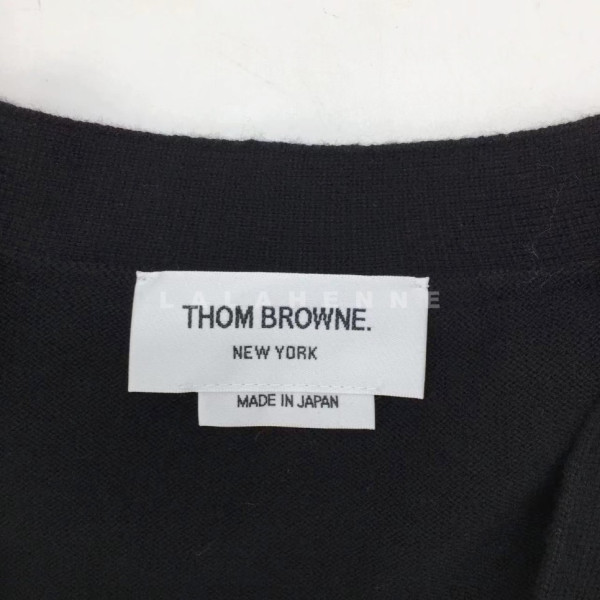 LALAHENNE
THOM BROWNE.
NEW YORK
MADE IN JAPAN